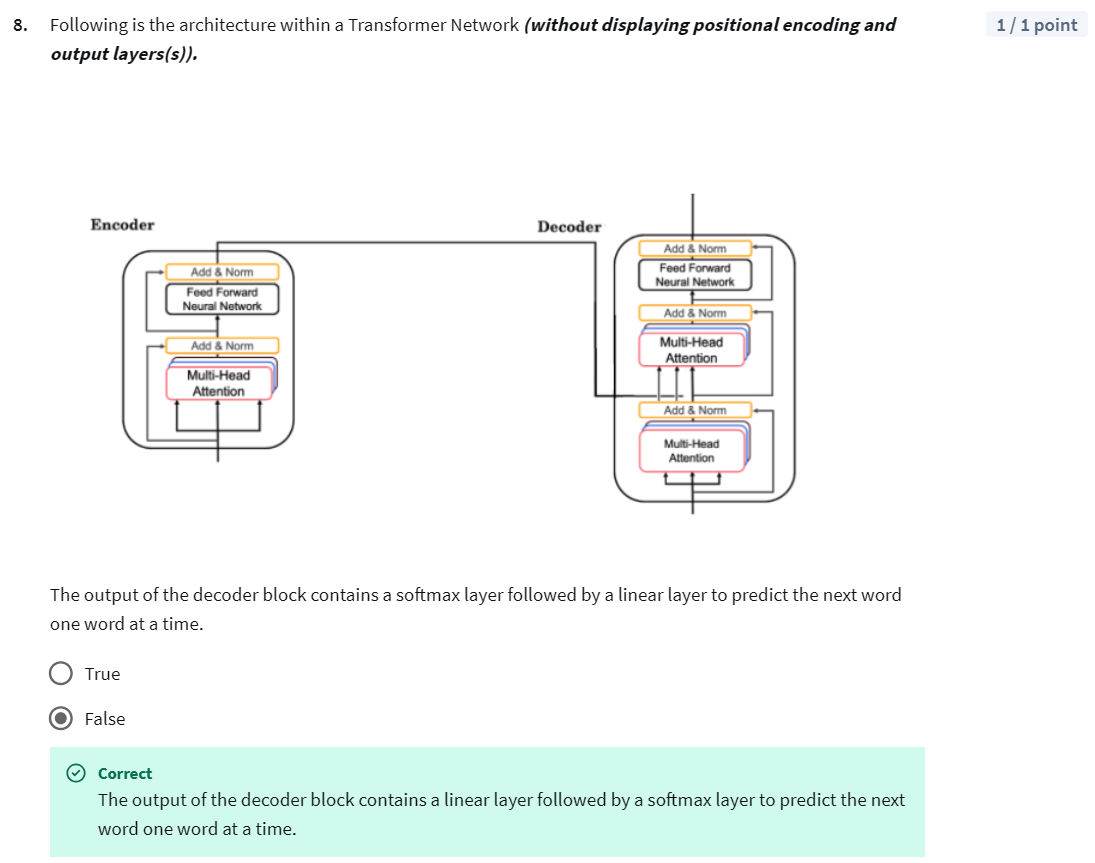 8. Following is the architecture within a Transformer Network (without displaying positional encoding and
1 / 1 point
output layers(s)).
Encoder
Add & Norm
Feed Forward
Neural Network
Add & Norm
Multi-Head
Attention
Decoder
Add & Norm
Feed Forward
Neural Network
Add & Norm
Multi-Head
Attention
Add & Norm
Multi-Head
Attention
The output of the decoder block contains a softmax layer followed by a linear layer to predict the next word
one word at a time.
True
False
Correct
The output of the decoder block contains a linear layer followed by a softmax layer to predict the next
word one word at a time.